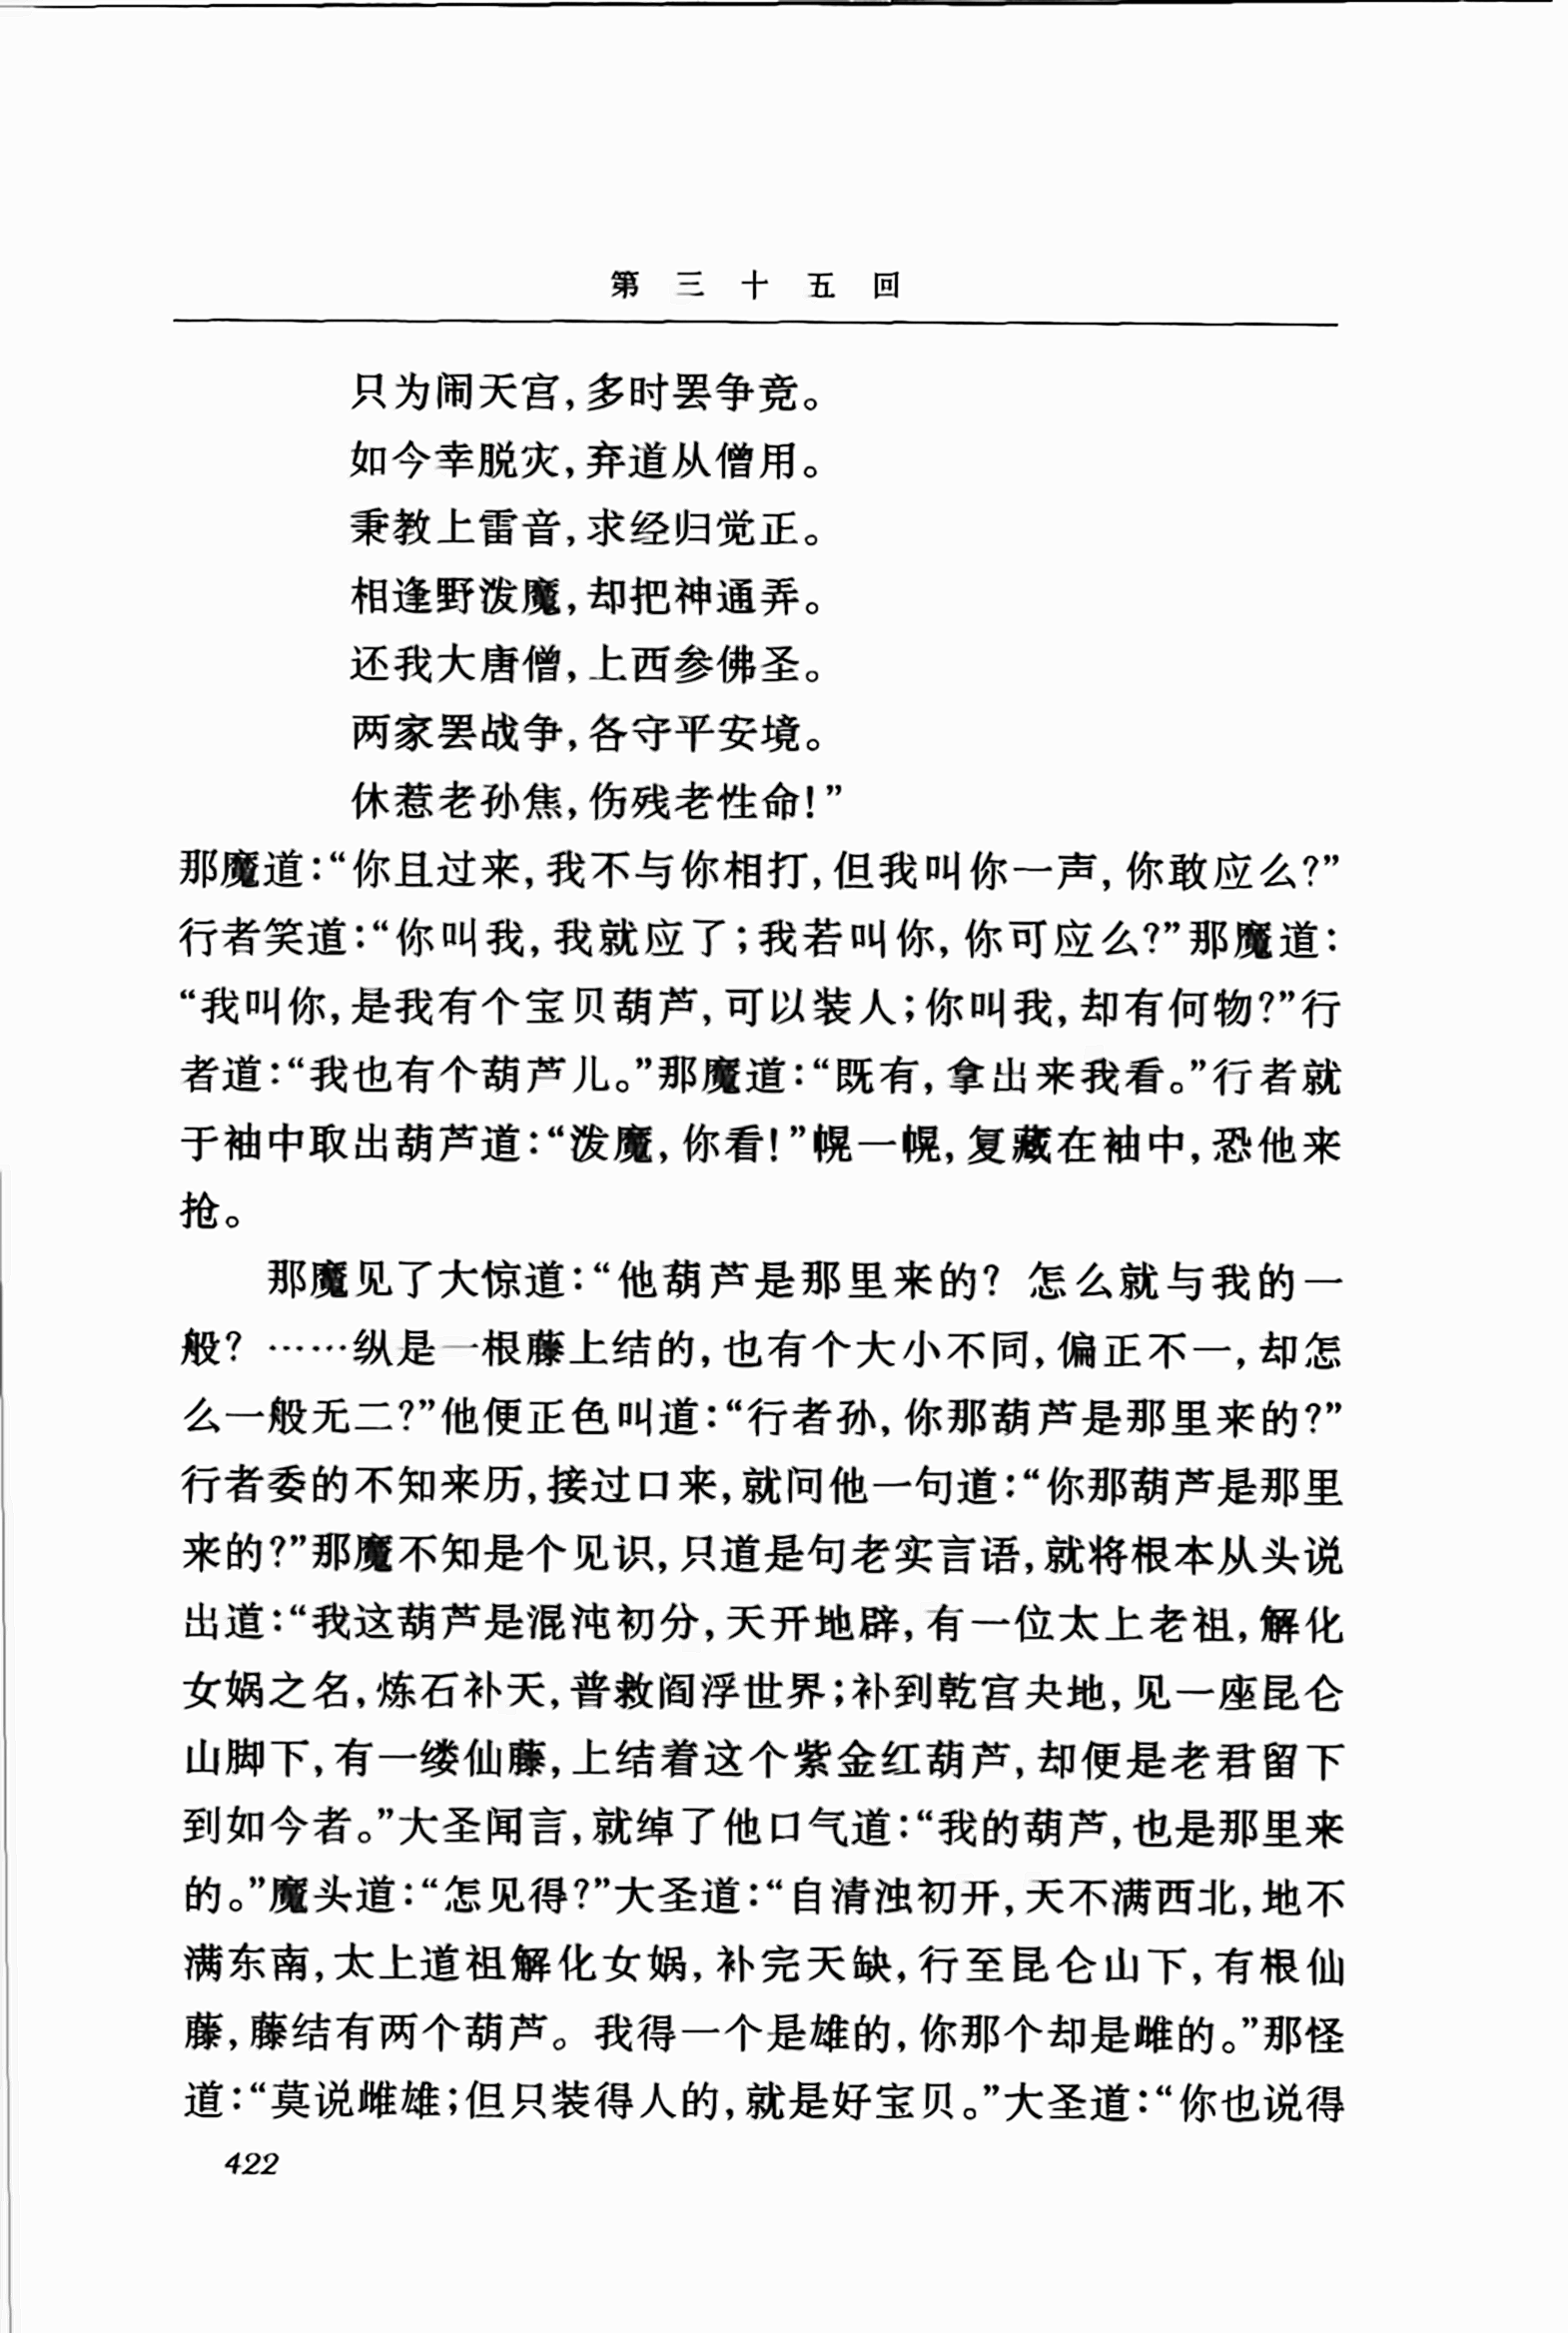 第三十五回
只为闹天宫,多时罢争竞。
如今幸脱灾,弃道从僧用。
秉教上雷音,求经归觉正。
相逢野泼魔,却把神通弄。
还我大唐僧,上西参佛圣。
两家罢战争,各守平安境。
休惹老孙焦,伤残老性命!”
那魔道:“你且过来,我不与你相打,但我叫你一声,你敢应么?”
行者笑道:“你叫我,我就应了;我若叫你,你可应么?”那魔道:
“我叫你,是我有个宝贝葫芦,可以装人;你叫我,却有何物?”行
者道:“我也有个葫芦儿。”那魔道:“既有,拿出来我看。”行者就
于袖中取出葫芦道:“泼魔,你看!”幌一幌,复藏在袖中,恐他来
抢。
那魔见了大惊道:“他葫芦是那里来的?怎么就与我的一
般?……纵是一根藤上结的,也有个大小不同,偏正不一,却怎
么一般无二?”他便正色叫道:“行者孙,你那葫芦是那里来的?”
行者委的不知来历,接过口来,就问他一句道:“你那葫芦是那里
来的?”那魔不知是个见识,只道是句老实言语,就将根本从头说
出道:“我这葫芦是混沌初分,天开地辟,有一位太上老祖,解化
女娲之名,炼石补天,普救阎浮世界;补到乾宫夬地,见一座昆仑
山脚下,有一缕仙藤,上结着这个紫金红葫芦,却便是老君留下
到如今者。”大圣闻言,就绰了他口气道:“我的葫芦,也是那里来
的。”魔头道:“怎见得?”大圣道:“自清浊初开,天不满西北,地不
满东南,太上道祖解化女娲,补完天缺,行至昆仑山下,有根仙
藤,藤结有两个葫芦。我得一个是雄的,你那个却是雌的。”那怪
道:“莫说雌雄;但只装得人的,就是好宝贝。”大圣道:“你也说得
422